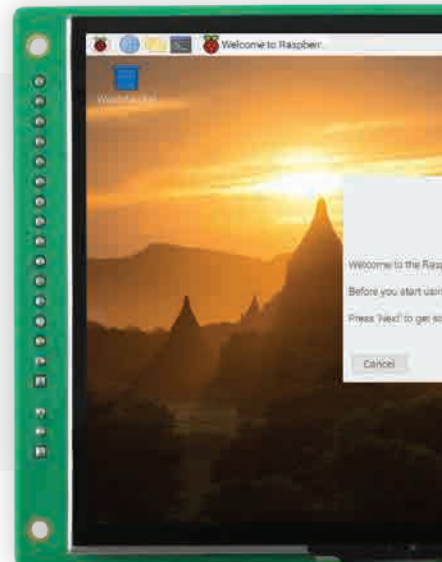 Welcome to Raspberr.
Wastebasket
Welcome to the Rasp
Before you start usin
Press 'Next' to get so
Cancel